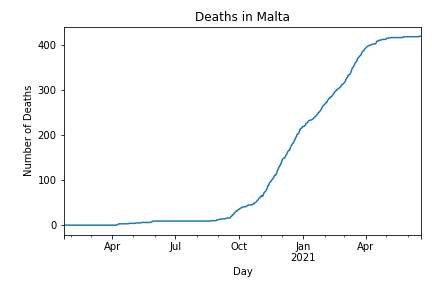 Deaths in Malta
Number of Deaths
400
300
200
100
0
Apr
Jul
Oct
Jan
2021
Apr
Day